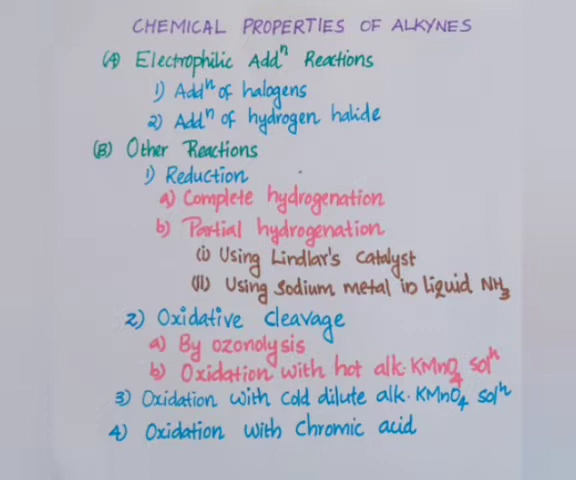 CHEMICAL PROPERTIES OF ALKYNES
(A) Electrophilic Addⁿ Reactions
1) Addⁿ of halogens
2) Addⁿ of hydrogen halide
(B) Other Reactions
1) Reduction
a) Complete hydrogenation
b) Partial hydrogenation
(i) Using Lindlar's Catalyst
(ii) Using Sodium metal in liquid NH₃
2) Oxidative cleavage
a) By ozonolysis
b) Oxidation with hot alk. KMnO₄ solⁿ
3) Oxidation with cold dilute alk. KMnO₄ solⁿ
4) Oxidation with chromic acid